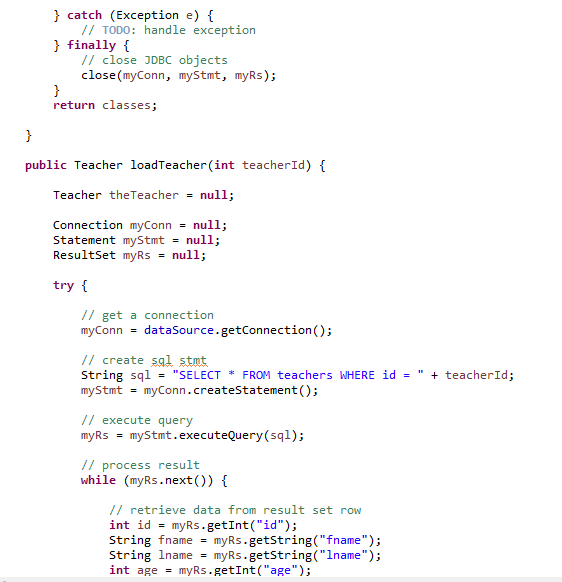 } catch (Exception e) {
// TODO: handle exception
} finally {
// close JDBC objects
close(myConn, myStmt, myRs);
}
return classes;
}
public Teacher loadTeacher(int teacherId) {
Teacher theTeacher = null;
Connection myConn = null;
Statement myStmt = null;
ResultSet myRs = null;
try {
// get a connection
myConn = dataSource.getConnection();
// create sql stmt
String sql = "SELECT * FROM teachers WHERE id = " + teacherId;
myStmt = myConn.createStatement();
// execute query
myRs = myStmt.executeQuery(sql);
// process result
while (myRs.next()) {
// retrieve data from result set row
int id = myRs.getInt("id");
String fname = myRs.getString("fname");
String lname = myRs.getString("lname");
int age = myRs.getInt("age");